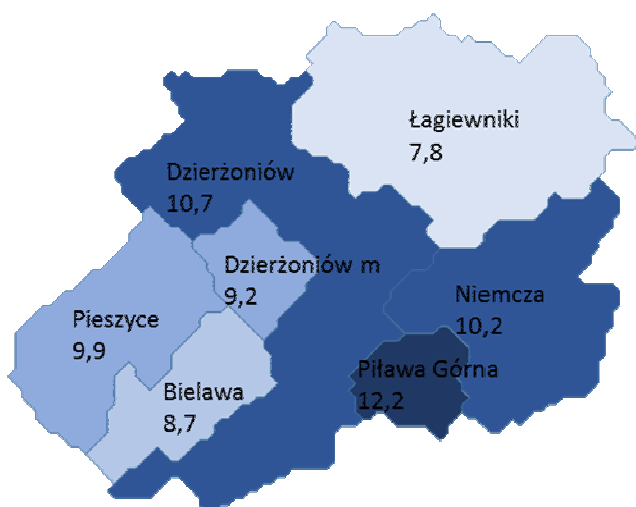 Łagiewniki
7,8
Dzierżoniów
10,7
Dzierżoniów m
9,2
Niemcza
10,2
Pieszyce
9,9
Piława Górna
12,2
Bielawa
8,7